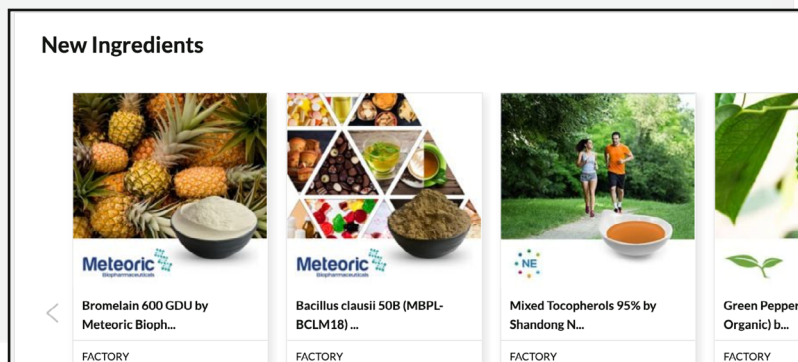 New Ingredients
Meteoric
Biopharmaceuticals
Bromelain 600 GDU by
Meteoric Bioph...
FACTORY
Meteoric
Biopharmaceuticals
Bacillus clausii 50B (MBPL-
BCLM18) ...
FACTORY
NE
Mixed Tocopherols 95% by
Shandong N...
FACTORY
Green Pepper
Organic) b...
FACTORY